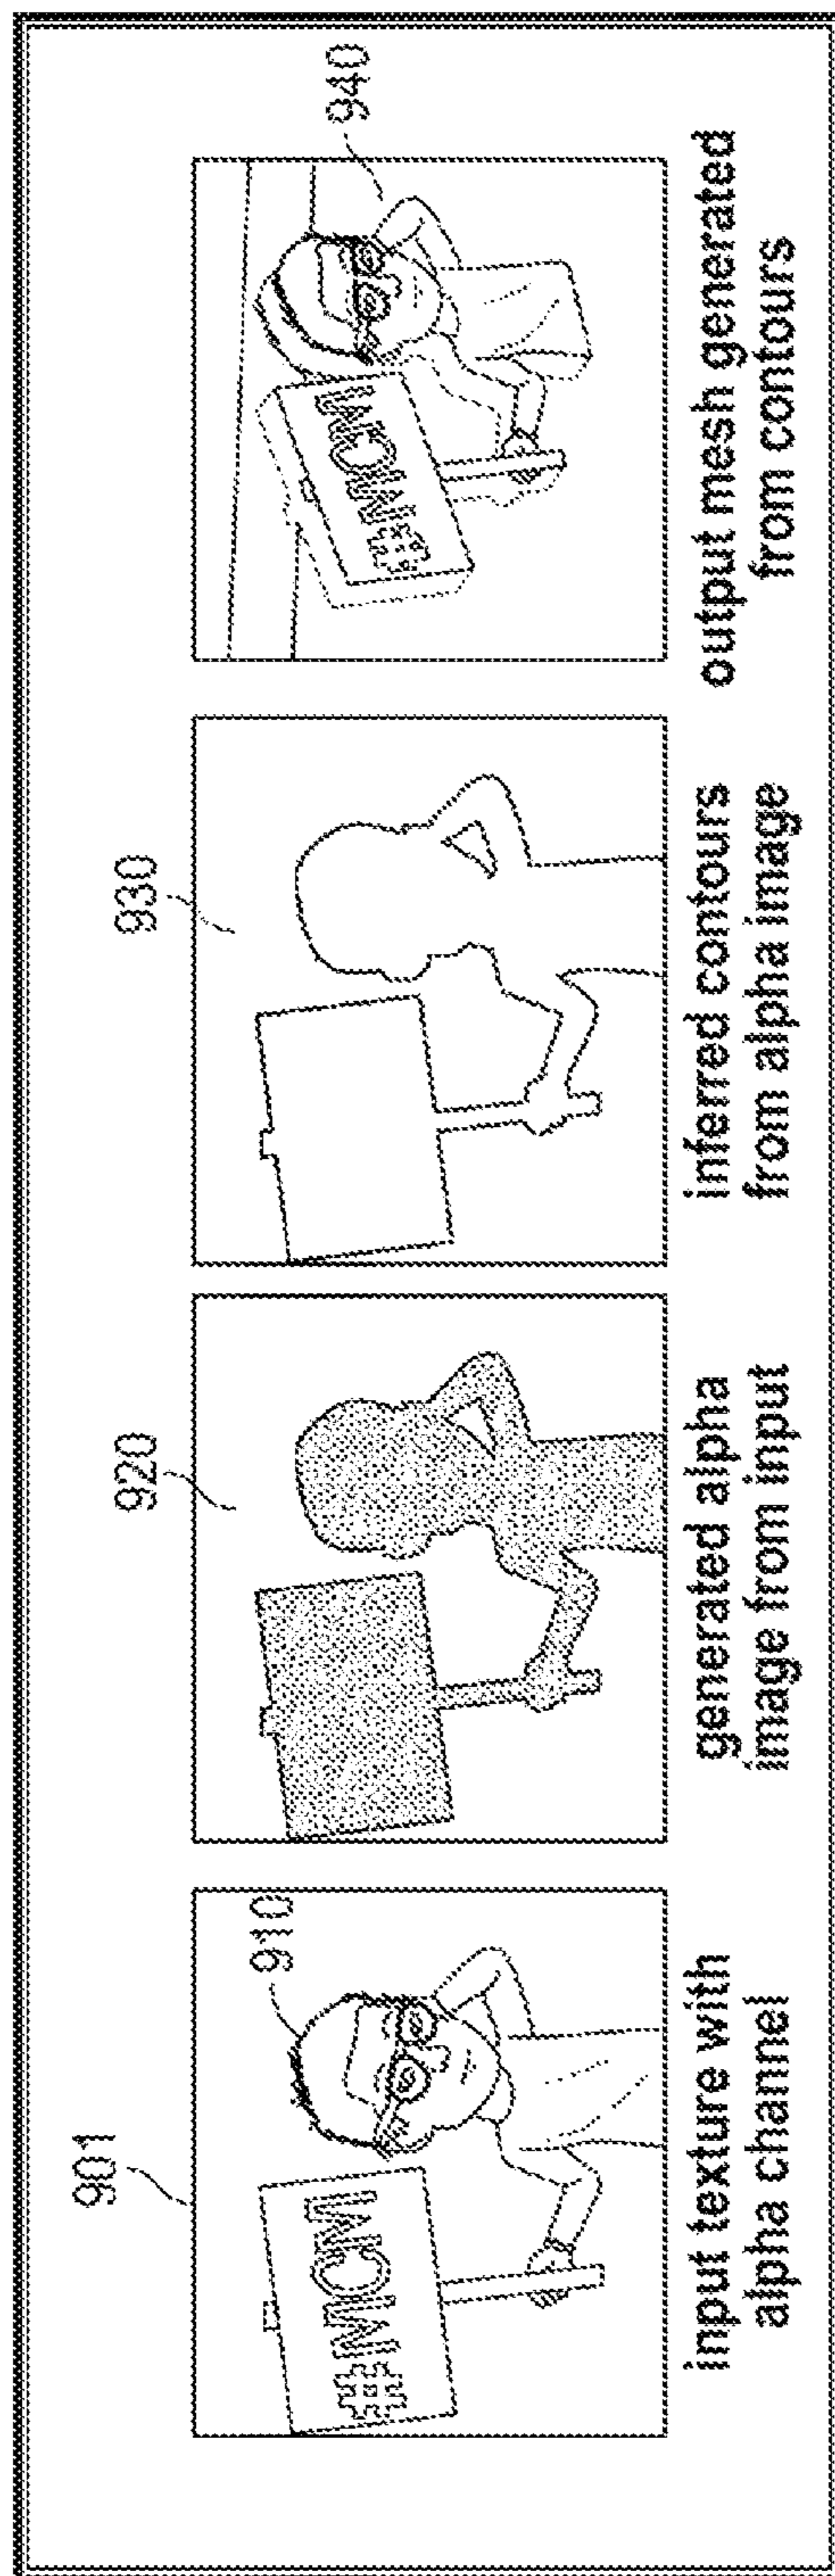 901
910
#MCM
input texture with
alpha channel
920
generated alpha
image from input
930
inferred contours
from alpha image
940
#MCM
output mesh generated
from contours